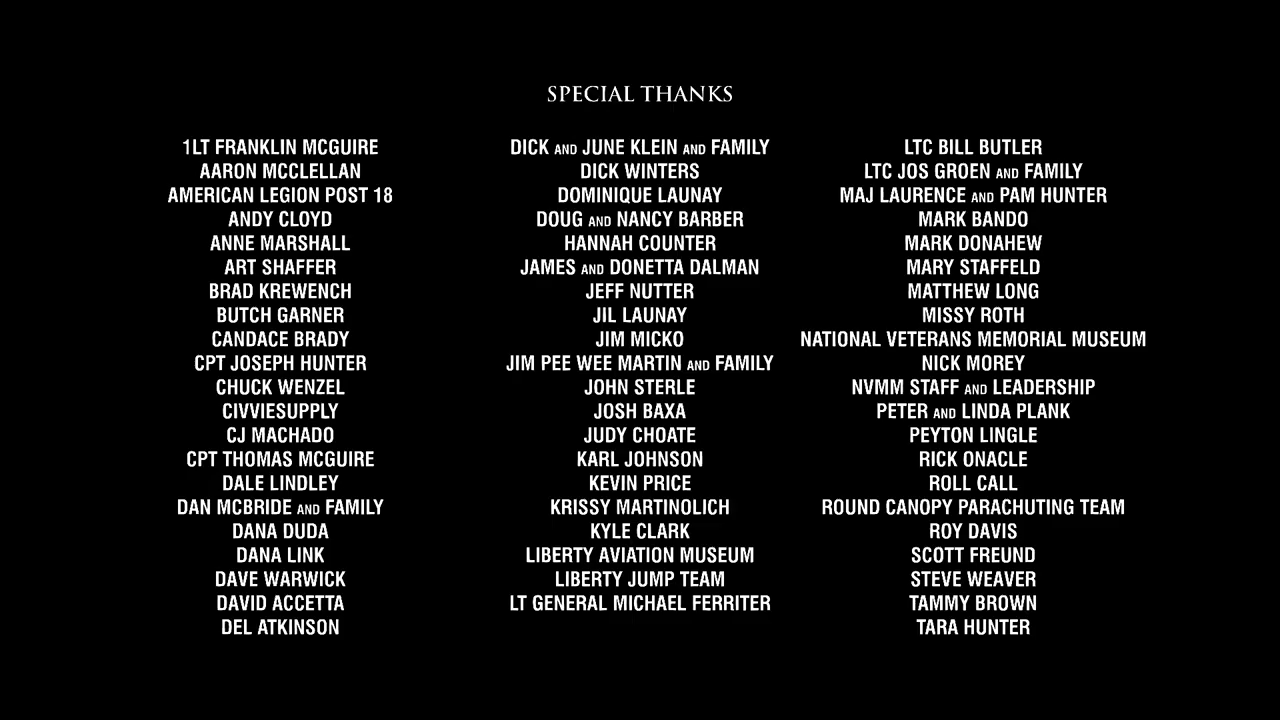 SPECIAL THANKS
1LT FRANKLIN MCGUIRE
AARON MCCLELLAN
AMERICAN LEGION POST 18
ANDY CLOYD
ANNE MARSHALL
ART SHAFFER
BRAD KREWENCH
BUTCH GARNER
CANDACE BRADY
CPT JOSEPH HUNTER
CHUCK WENZEL
CIVVIESUPPLY
CJ MACHADO
CPT THOMAS MCGUIRE
DALE LINDLEY
DAN MCBRIDE AND FAMILY
DANA DUDA
DANA LINK
DAVE WARWICK
DAVID ACCETTA
DEL ATKINSON
DICK AND JUNE KLEIN AND FAMILY
DICK WINTERS
DOMINIQUE LAUNAY
DOUG AND NANCY BARBER
HANNAH COUNTER
JAMES AND DONETTA DALMAN
JEFF NUTTER
JIL LAUNAY
JIM MICKO
JIM PEE WEE MARTIN AND FAMILY
JOHN STERLE
JOSH BAXA
JUDY CHOATE
KARL JOHNSON
KEVIN PRICE
KRISSY MARTINOLICH
KYLE CLARK
LIBERTY AVIATION MUSEUM
LIBERTY JUMP TEAM
LT GENERAL MICHAEL FERRITER
LTC BILL BUTLER
LTC JOS GROEN AND FAMILY
MAJ LAURENCE AND PAM HUNTER
MARK BANDO
MARK DONAHEW
MARY STAFFELD
MATTHEW LONG
MISSY ROTH
NATIONAL VETERANS MEMORIAL MUSEUM
NICK MOREY
NVMM STAFF AND LEADERSHIP
PETER AND LINDA PLANK
PEYTON LINGLE
RICK ONACLE
ROLL CALL
ROUND CANOPY PARACHUTING TEAM
ROY DAVIS
SCOTT FREUND
STEVE WEAVER
TAMMY BROWN
TARA HUNTER